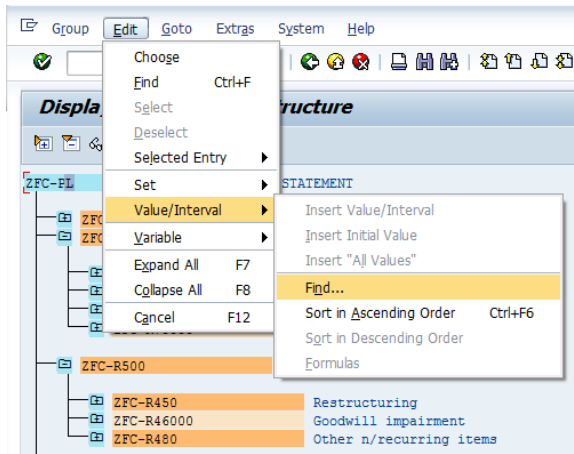 Group Edit Goto Extras System Help
Choose
Find Ctrl+F
Select
Deselect
Selected Entry
Set
Value/Interval
Variable
Expand All F7
Collapse All F8
Cancel F12
Displa ructure
ZFC-PL STATEMENT
Insert Value/Interval
Insert Initial Value
Insert "All Values"
Find...
Sort in Ascending Order Ctrl+F6
Sort in Descending Order
Formulas
ZFC
ZFC
ZFC-R500
ZFC-R450 Restructuring
ZFC-R46000 Goodwill impairment
ZFC-R480 Other n/recurring items